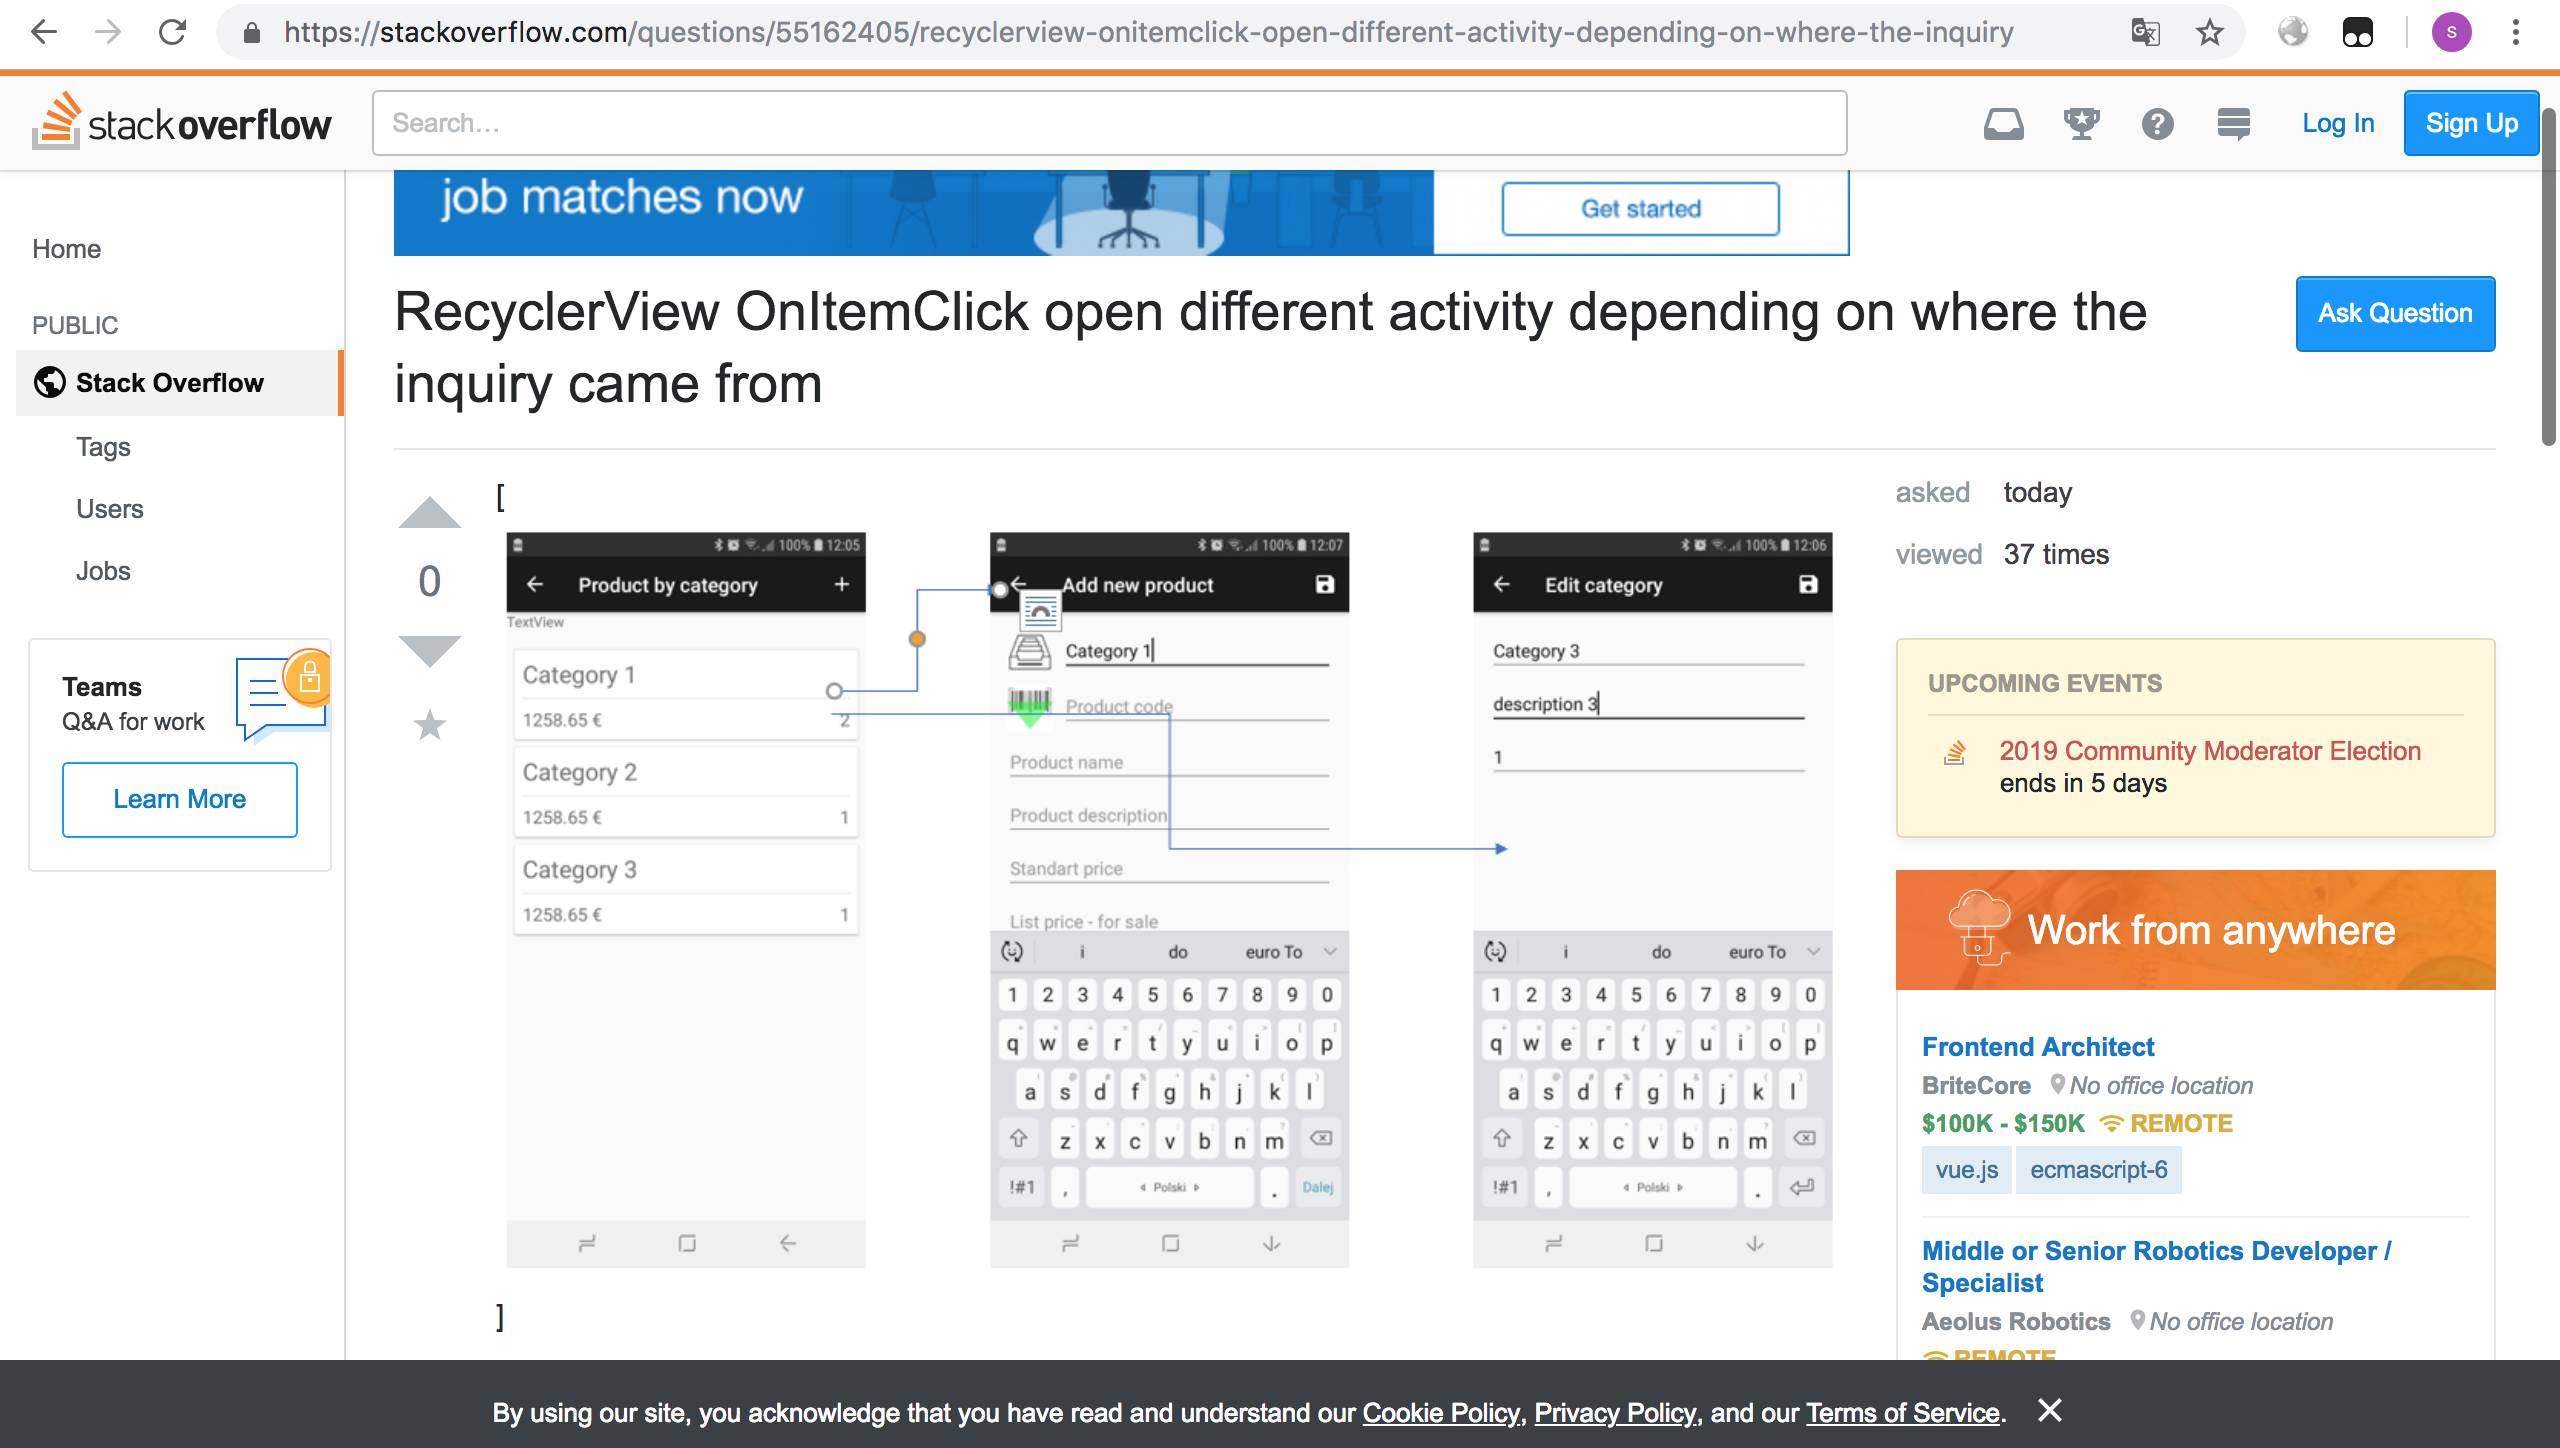 https://stackoverflow.com/questions/55162405/recyclerview-onitemclick-open-different-activity-depending-on-where-the-inquiry
S
stackoverflow
Search…
?
Log In
Sign Up
job matches now
Get started
Home
PUBLIC
Stack Overflow
Tags
Users
Jobs
Teams
Q&A for work
Learn More
RecyclerView OnItemClick open different activity depending on where the
inquiry came from
Ask Question
0
[
100% 12:05
Product by category +
TextView
Category 1
1258.65 € 2
Category 2
1258.65 € 1
Category 3
1258.65 € 1
100% 12:07
Add new product
Category 1
Product code
Product name
Product description
Standart price
List price - for sale
i do euro To
1 2 3 4 5 6 7 8 9 0
q w e r t y u i o p
a s d f g h j k l
z x c v b n m
!#1 , Polski . Dalej
100% 12:06
Edit category
Category 3
description 3
1
i do euro To
1 2 3 4 5 6 7 8 9 0
q w e r t y u i o p
a s d f g h j k l
z x c v b n m
!#1 , Polski .
]
asked today
viewed 37 times
UPCOMING EVENTS
2019 Community Moderator Election
ends in 5 days
Work from anywhere
Frontend Architect
BriteCore No office location
$100K - $150K REMOTE
vue.js ecmascript-6
Middle or Senior Robotics Developer /
Specialist
Aeolus Robotics No office location
REMOTE
By using our site, you acknowledge that you have read and understand our Cookie Policy, Privacy Policy, and our Terms of Service.